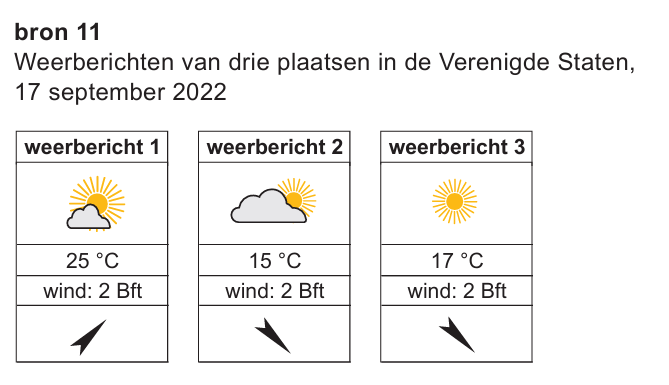 bron 11
Weerberichten van drie plaatsen in de Verenigde Staten,
17 september 2022
weerbericht 1
25 °C
wind: 2 Bft
weerbericht 2
15 °C
wind: 2 Bft
weerbericht 3
17 °C
wind: 2 Bft